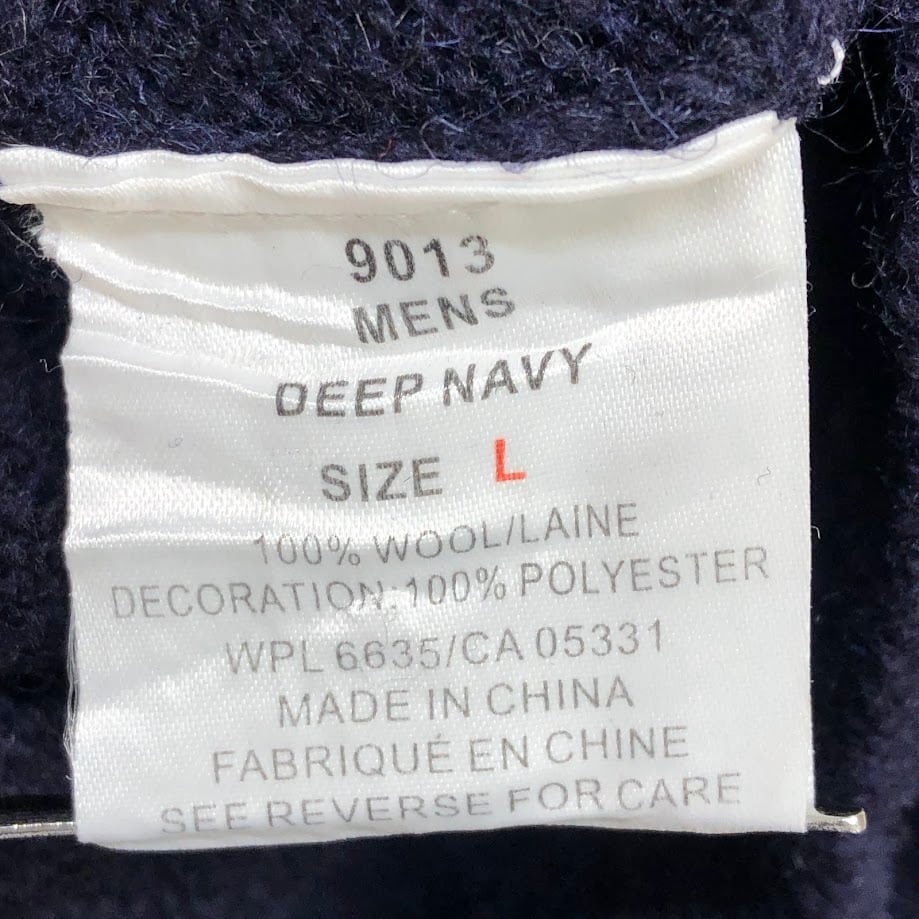 9013
MENS
DEEP NAVY
SIZE L
100% WOOL/LAINE
DECORATION: 100% POLYESTER
WPL 6635/CA 05331
MADE IN CHINA
FABRIQUÉ EN CHINE
SEE REVERSE FOR CARE